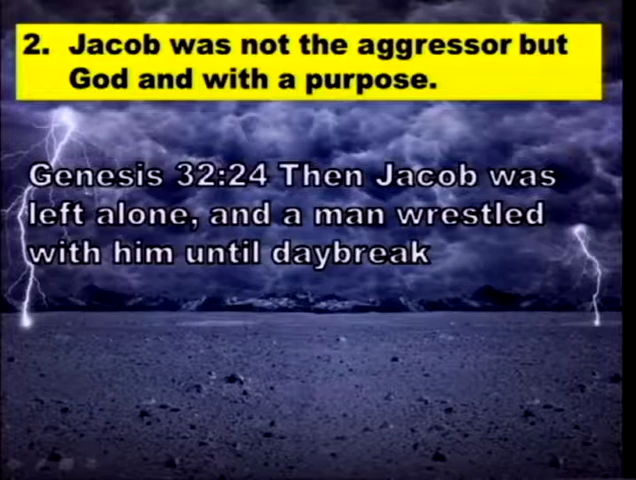 2. Jacob was not the aggressor but
God and with a purpose.
Genesis 32:24 Then Jacob was
left alone, and a man wrestled
with him until daybreak